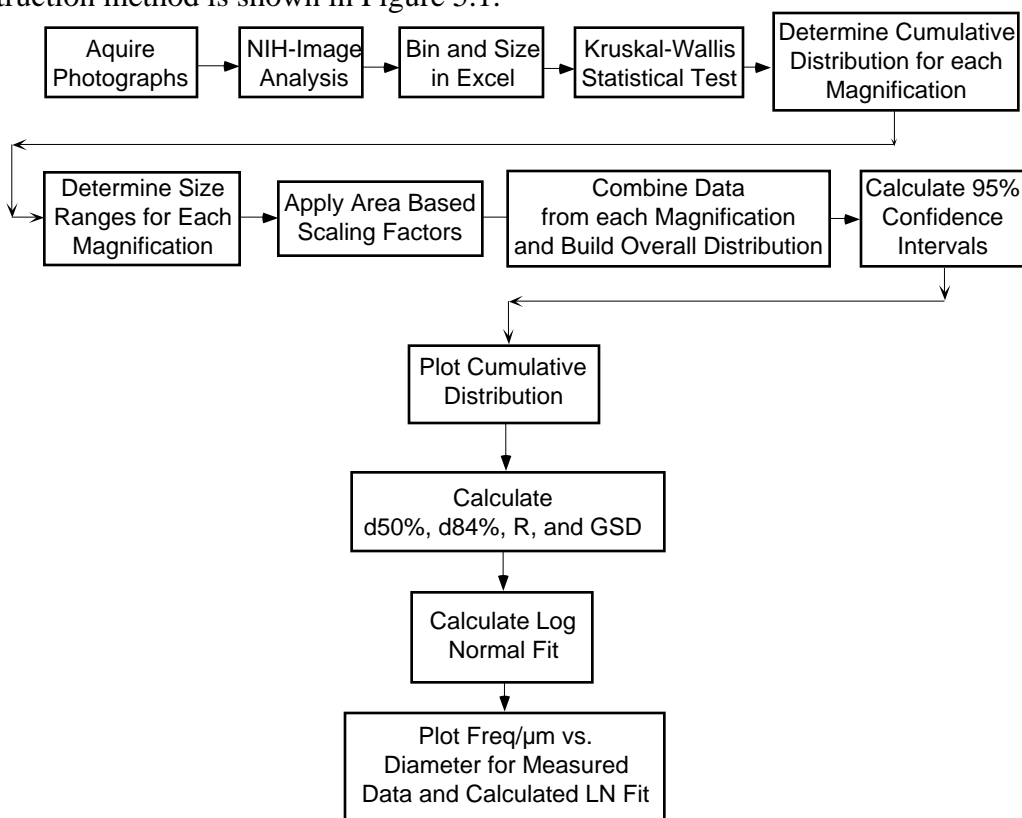 truction method is shown in Figure 3.1.
Aquire
Photographs
NIH-Image
Analysis
Bin and Size
in Excel
Kruskal-Wallis
Statistical Test
Determine Cumulative
Distribution for each
Magnification
Determine Size
Ranges for Each
Magnification
Apply Area Based
Scaling Factors
Combine Data
from each Magnification
and Build Overall Distribution
Calculate 95%
Confidence
Intervals
Plot Cumulative
Distribution
Calculate
d50%, d84%, R, and GSD
Calculate Log
Normal Fit
Plot Freq/µm vs.
Diameter for Measured
Data and Calculated LN Fit